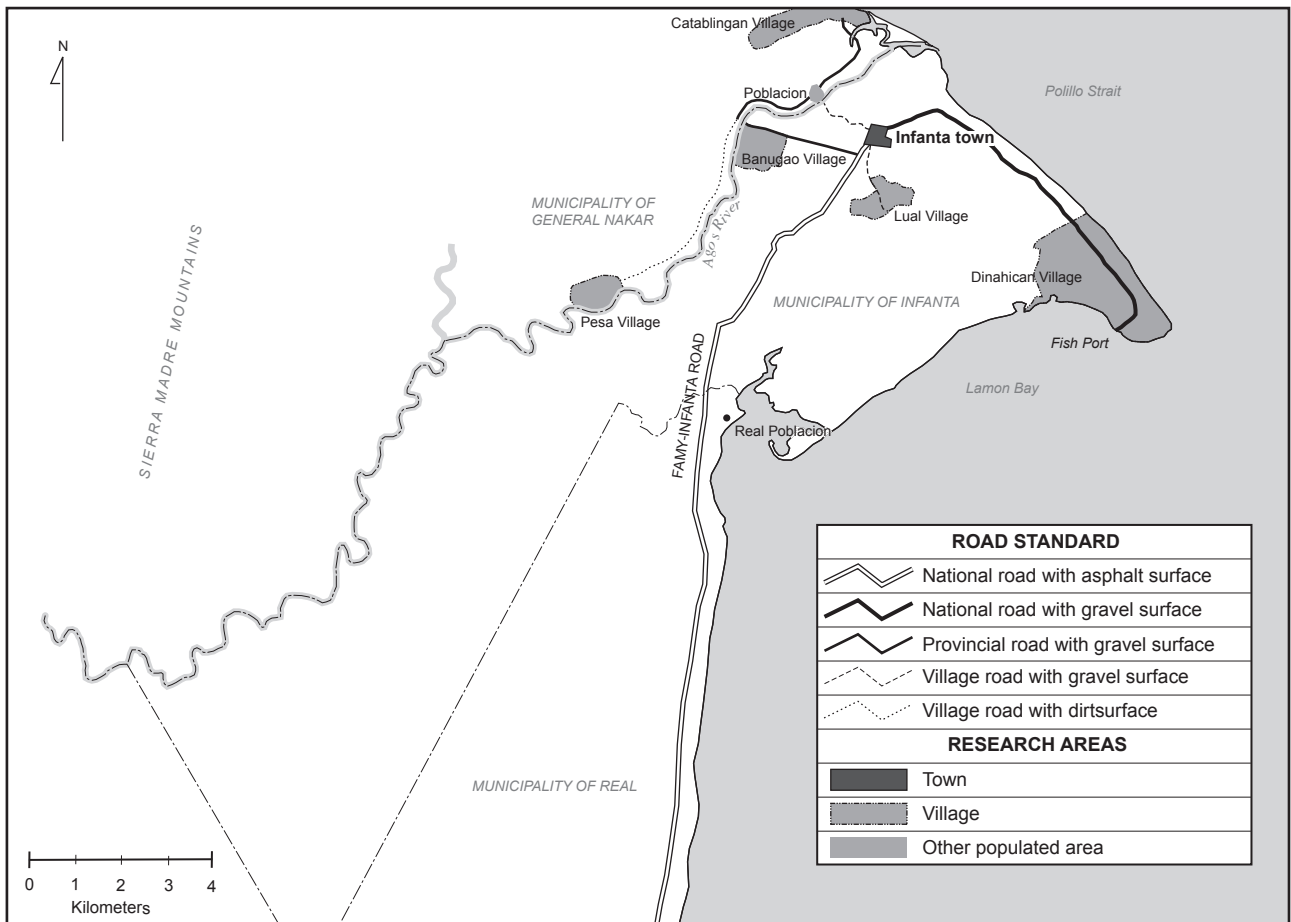 Catablingan Village
N
Polillo Strait
Poblacion
Infanta town
Banugao Village
MUNICIPALITY OF
GENERAL NAKAR
Lual Village
Ago's River
SIERRA MADRE MOUNTAINS
Dinahican Village
MUNICIPALITY OF INFANTA
Pesa Village
Fish Port
FAMY-INFANTA ROAD
Lamon Bay
Real Poblacion
ROAD STANDARD
National road with asphalt surface
National road with gravel surface
Provincial road with gravel surface
Village road with gravel surface
Village road with dirtsurface
RESEARCH AREAS
Town
Village
Other populated area
MUNICIPALITY OF REAL
0 1 2 3 4
Kilometers